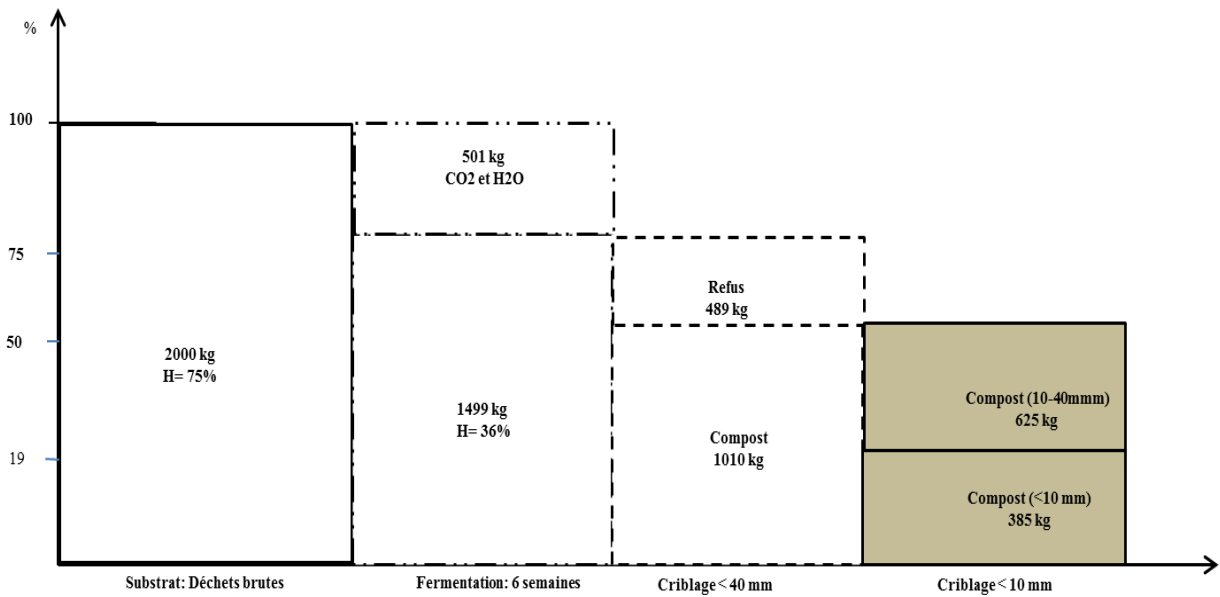 %
100
75
50
19
2000 kg
H= 75%
501 kg
CO2 et H2O
1499 kg
H= 36%
Refus
489 kg
Compost
1010 kg
Compost (10-40mmm)
625 kg
Compost (<10 mm)
385 kg
Substrat: Déchets brutes
Fermentation: 6 semaines
Criblage< 40 mm
Criblage< 10 mm